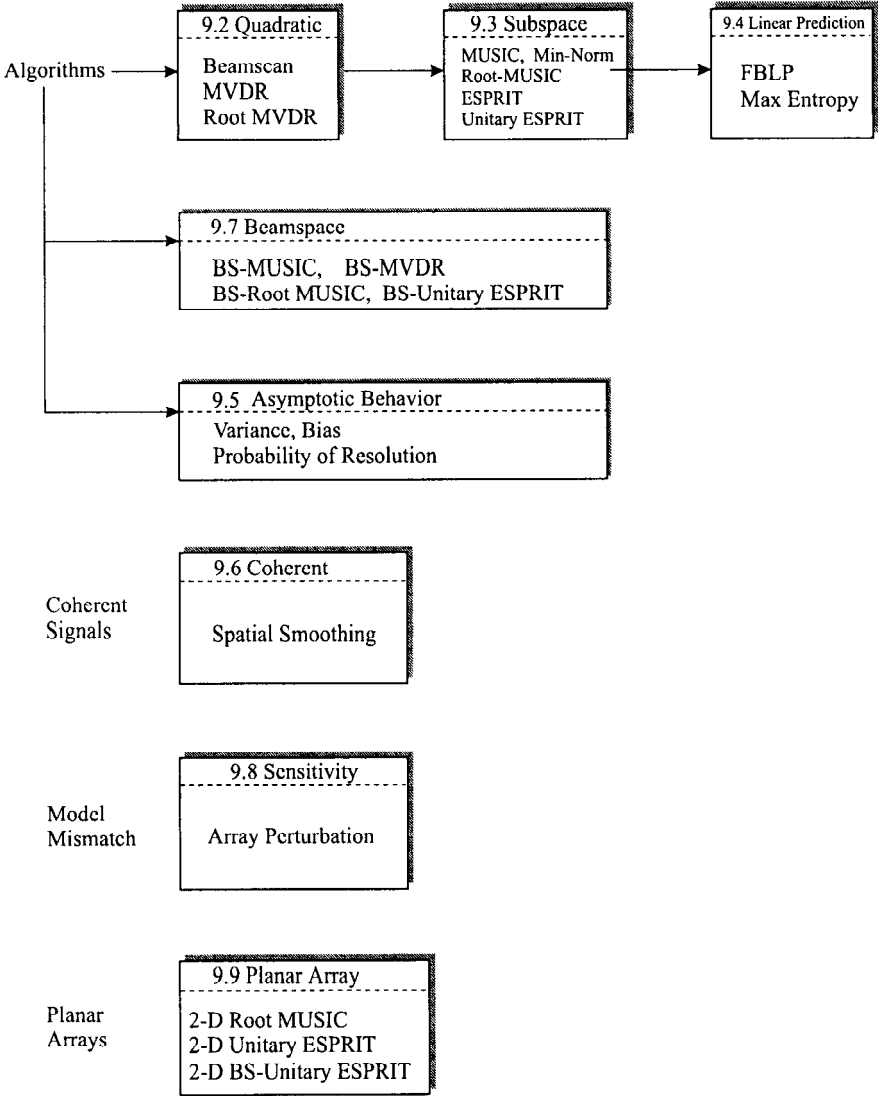 Algorithms
9.2 Quadratic
Beamscan
MVDR
Root MVDR
9.3 Subspace
MUSIC, Min-Norm
Root-MUSIC
ESPRIT
Unitary ESPRIT
9.4 Linear Prediction
FBLP
Max Entropy
9.7 Beamspace
BS-MUSIC, BS-MVDR
BS-Root MUSIC, BS-Unitary ESPRIT
9.5 Asymptotic Behavior
Variance, Bias
Probability of Resolution
Coherent
Signals
9.6 Coherent
Spatial Smoothing
Model
Mismatch
9.8 Sensitivity
Array Perturbation
Planar
Arrays
9.9 Planar Array
2-D Root MUSIC
2-D Unitary ESPRIT
2-D BS-Unitary ESPRIT